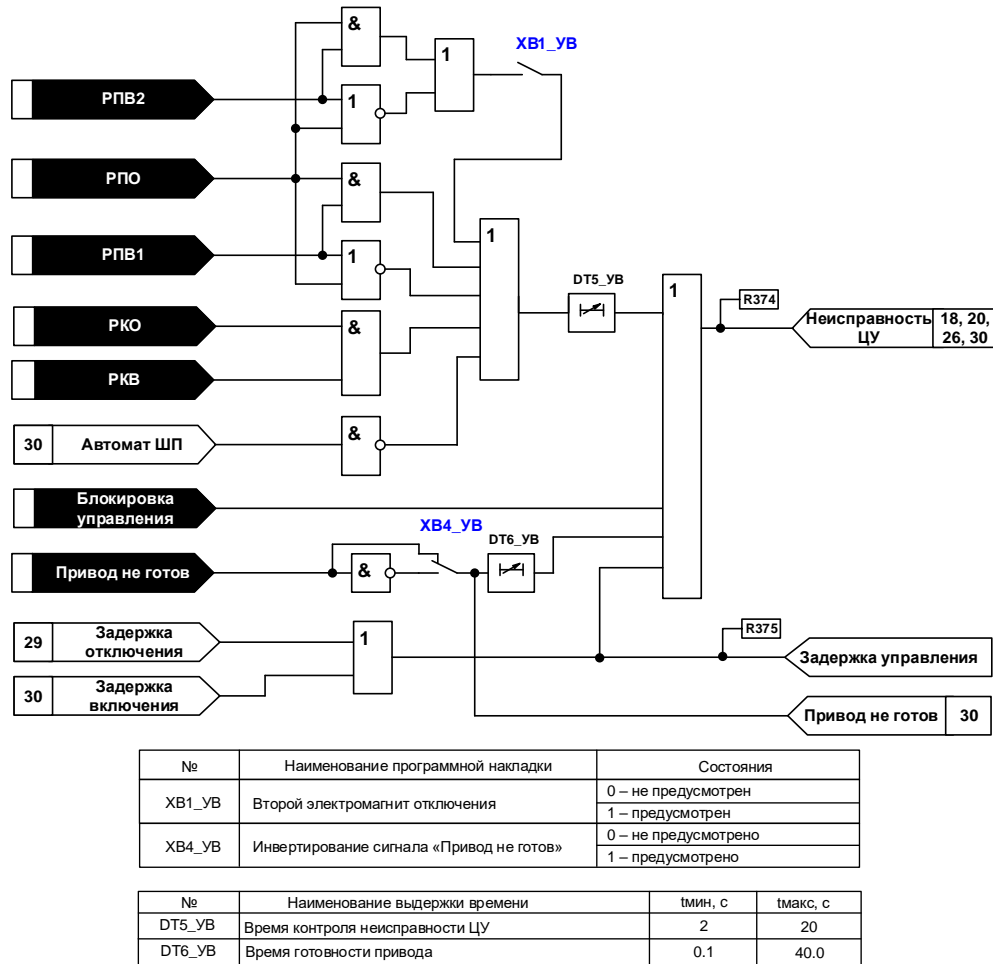 &
1
ХВ1_УВ
РПВ2
1
РПО
&
1
РПВ1
1
DT5_УВ
1
R374
РКО
&
Неисправность
ЦУ
18, 20,
26, 30
РКВ
30
Автомат ШП
&
Блокировка
управления
ХВ4_УВ
DT6_УВ
Привод не готов
&
29
Задержка
отключения
1
R375
30
Задержка
включения
Задержка управления
Привод не готов
30
№
Наименование программной накладки
Состояния
ХВ1_УВ
Второй электромагнит отключения
0 – не предусмотрен
1 – предусмотрен
ХВ4_УВ
Инвертирование сигнала «Привод не готов»
0 – не предусмотрено
1 – предусмотрено
№
Наименование выдержки времени
tмин, с
tмакс, с
DT5_УВ
Время контроля неисправности ЦУ
2
20
DT6_УВ
Время готовности привода
0.1
40.0